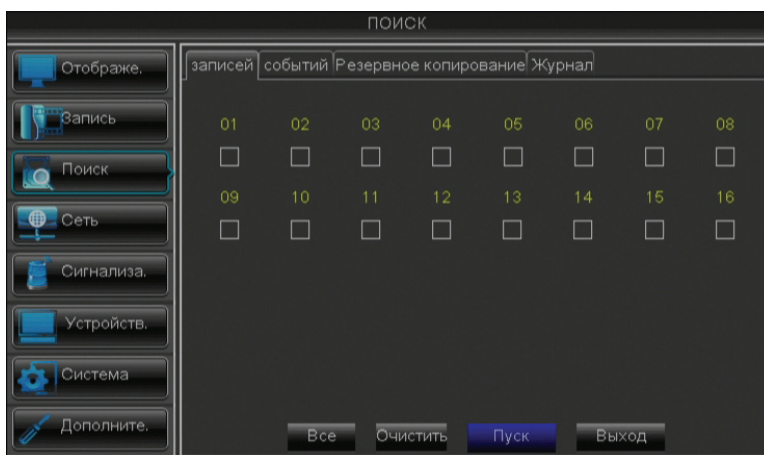 ПОИСК
Отображе.
Запись
Поиск
Сеть
Сигнализа.
Устройств.
Система
Дополните.
записей событий Резервное копирование Журнал
01 02 03 04 05 06 07 08
09 10 11 12 13 14 15 16
Все Очистить Пуск Выход